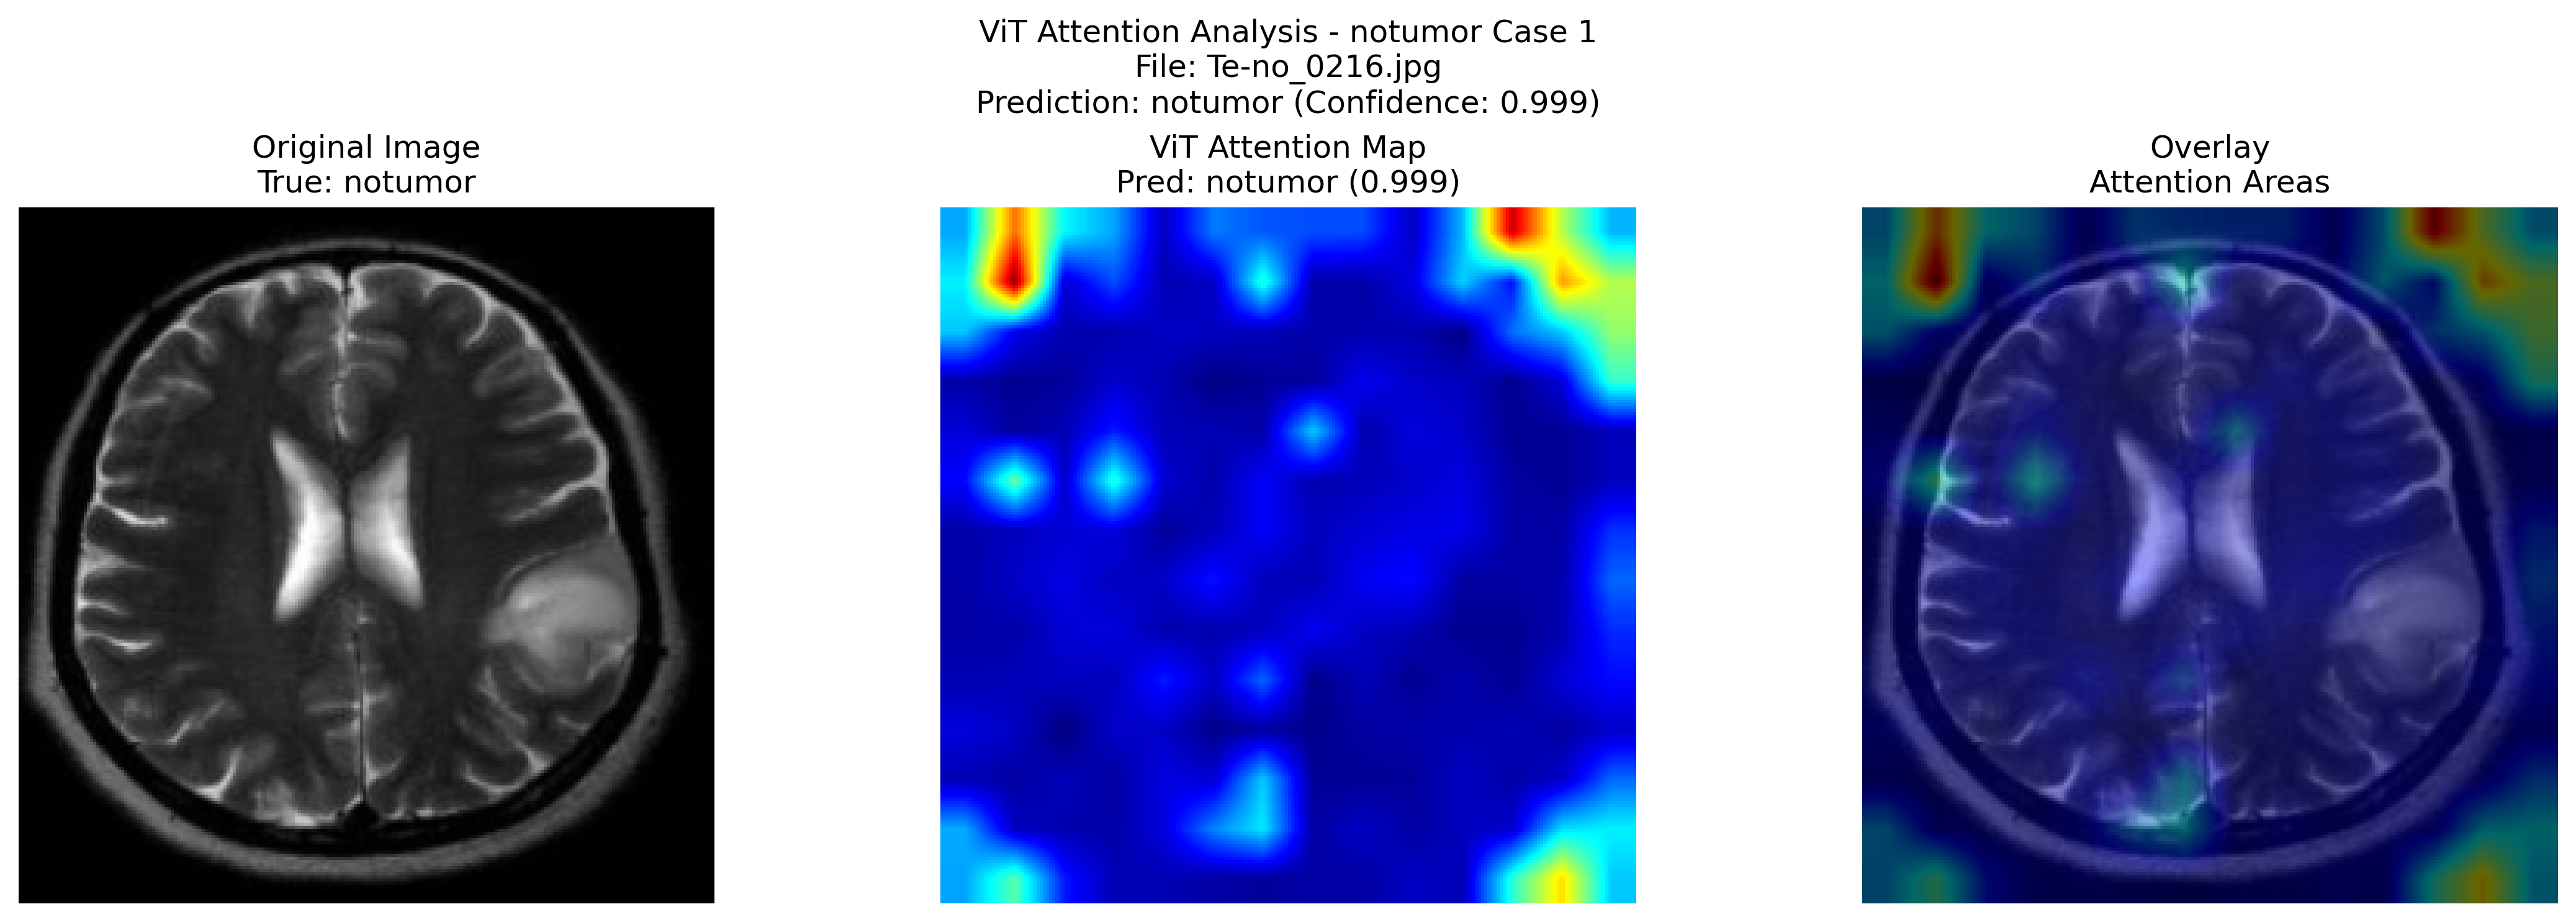 ViT Attention Analysis - notumor Case 1
File: Te-no_0216.jpg
Prediction: notumor (Confidence: 0.999)
Original Image
True: notumor
ViT Attention Map
Pred: notumor (0.999)
Overlay
Attention Areas